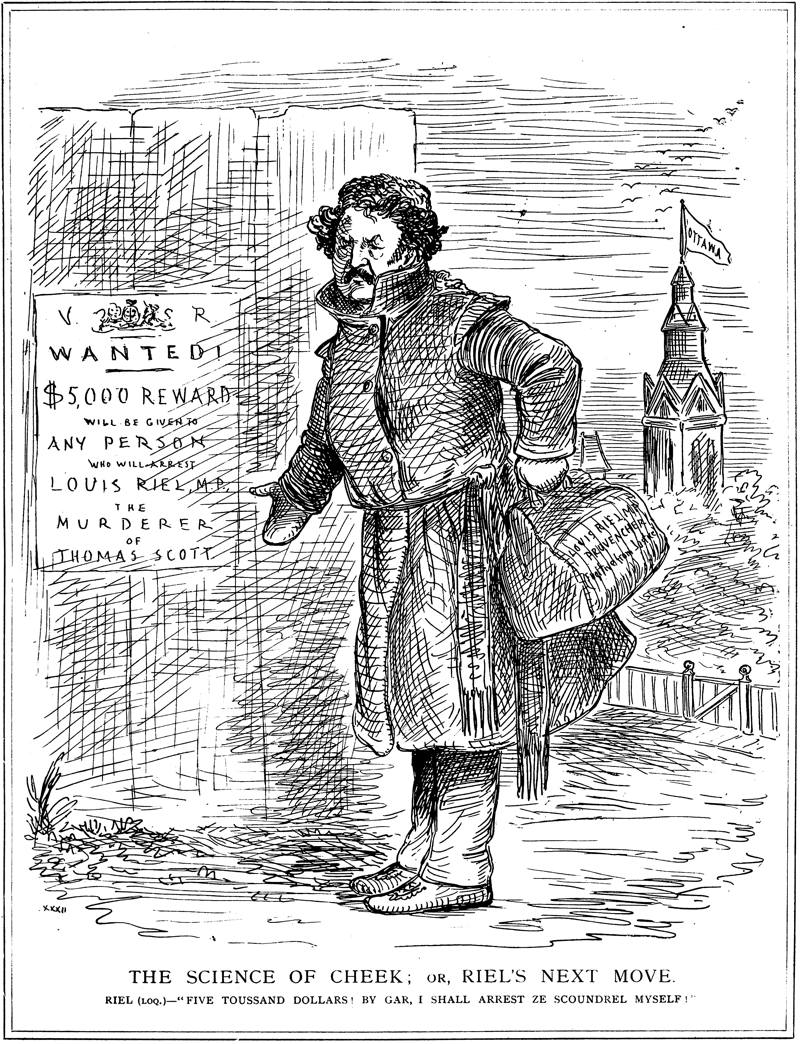 V. R
WANTED!
$5,000 REWARD
WILL BE GIVEN TO
ANY PERSON
WHO WILL ARREST
LOUIS RIEL, M.P.
THE
MURDERER
OF
THOMAS SCOTT
OTTAWA
LOUIS RIEL, M.P.
PROVENCHER
XXXII
THE SCIENCE OF CHEEK; OR, RIEL'S NEXT MOVE.
RIEL (LOQ.)—"FIVE TOUSSAND DOLLARS! BY GAR, I SHALL ARREST ZE SCOUNDREL MYSELF!"